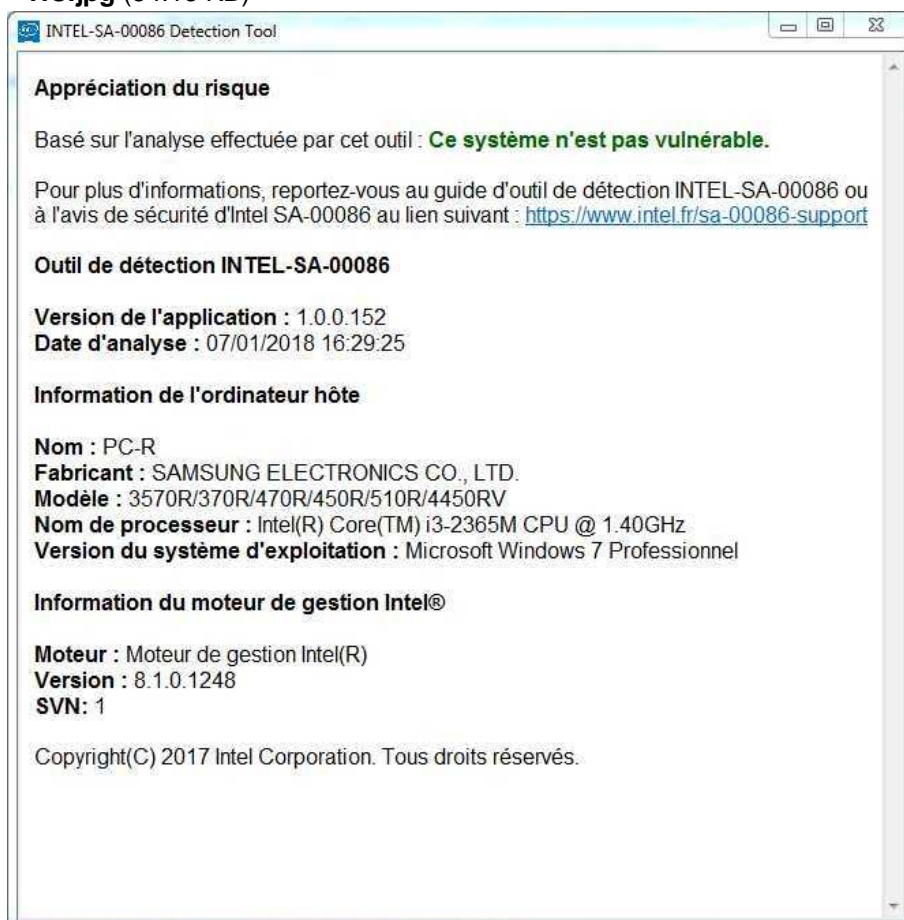 INTEL-SA-00086 Detection Tool
Appréciation du risque
Basé sur l'analyse effectuée par cet outil : Ce système n'est pas vulnérable.
Pour plus d'informations, reportez-vous au guide d'outil de détection INTEL-SA-00086 ou
à l'avis de sécurité d'Intel SA-00086 au lien suivant : https://www.intel.fr/sa-00086-support
Outil de détection INTEL-SA-00086
Version de l'application : 1.0.0.152
Date d'analyse : 07/01/2018 16:29:25
Information de l'ordinateur hôte
Nom : PC-R
Fabricant : SAMSUNG ELECTRONICS CO., LTD.
Modèle : 3570R/370R/470R/450R/510R/4450RV
Nom de processeur : Intel(R) Core(TM) i3-2365M CPU @ 1.40GHz
Version du système d'exploitation : Microsoft Windows 7 Professionnel
Information du moteur de gestion Intel®
Moteur : Moteur de gestion Intel(R)
Version : 8.1.0.1248
SVN: 1
Copyright(C) 2017 Intel Corporation. Tous droits réservés.